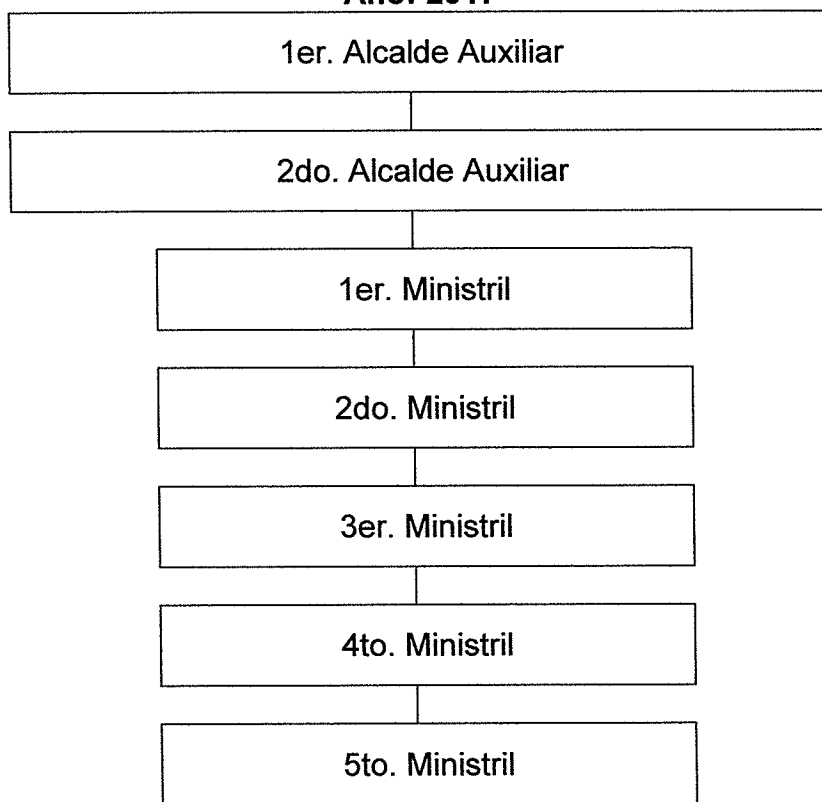 1er. Alcalde Auxiliar
2do. Alcalde Auxiliar
1er. Ministril
2do. Ministril
3er. Ministril
4to. Ministril
5to. Ministril